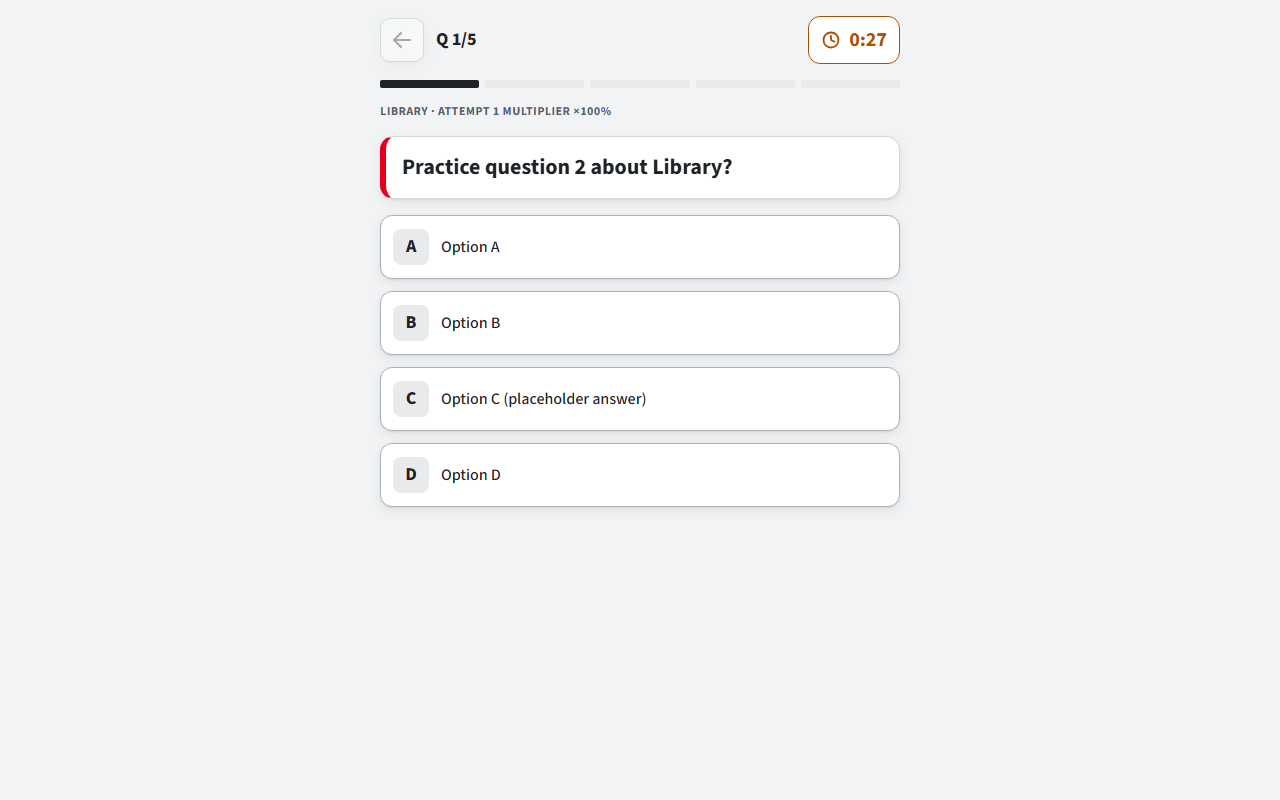 Q 1/5
0:27
LIBRARY · ATTEMPT 1 MULTIPLIER ×100%
Practice question 2 about Library?
A Option A
B Option B
C Option C (placeholder answer)
D Option D